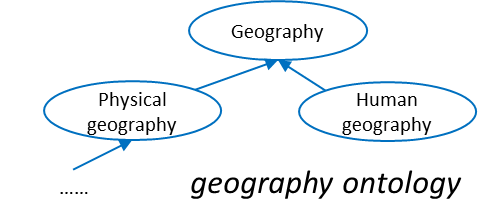 Geography
Physical
geography
Human
geography
......
geography ontology